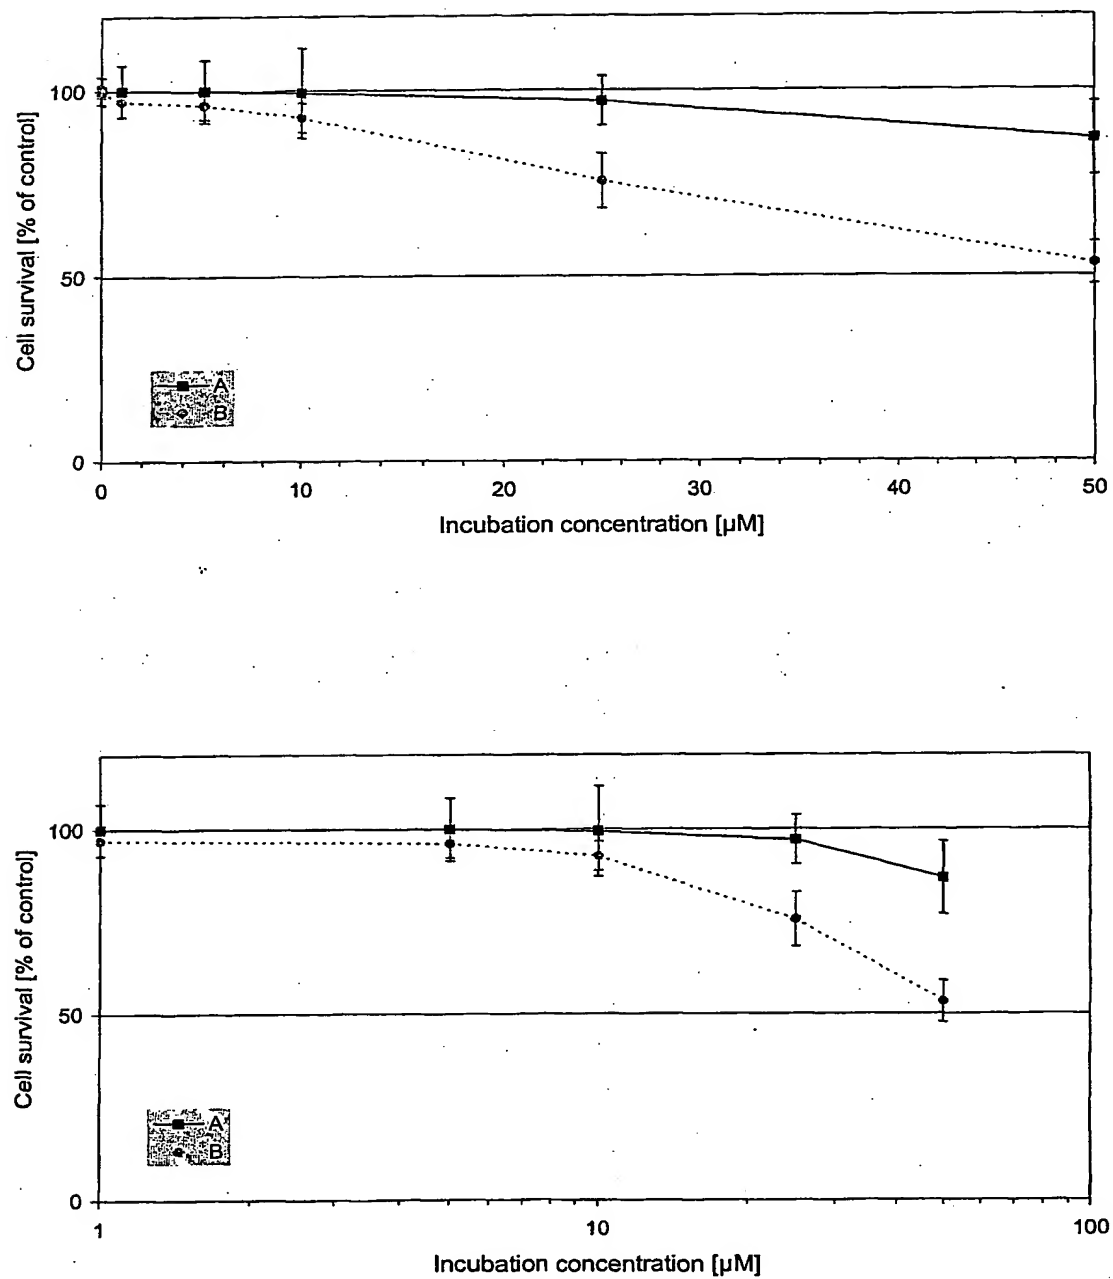 100
50
0
Cell survival [% of control]
A
B
0 10 20 30 40 50
Incubation concentration [µM]
100
50
0
Cell survival [% of control]
A
B
1 10 100
Incubation concentration [µM]